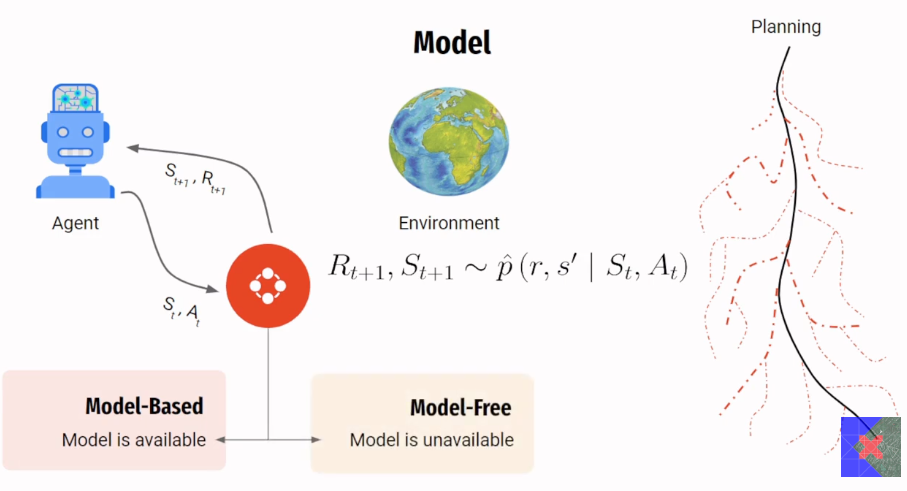 Model
Planning
S_{t+1}, R_{t+1}
Agent
Environment
R_{t+1}, S_{t+1} ∼ p̂ (r, s′ | S_t, A_t)
S_t, A_t
Model-Based
Model is available
Model-Free
Model is unavailable